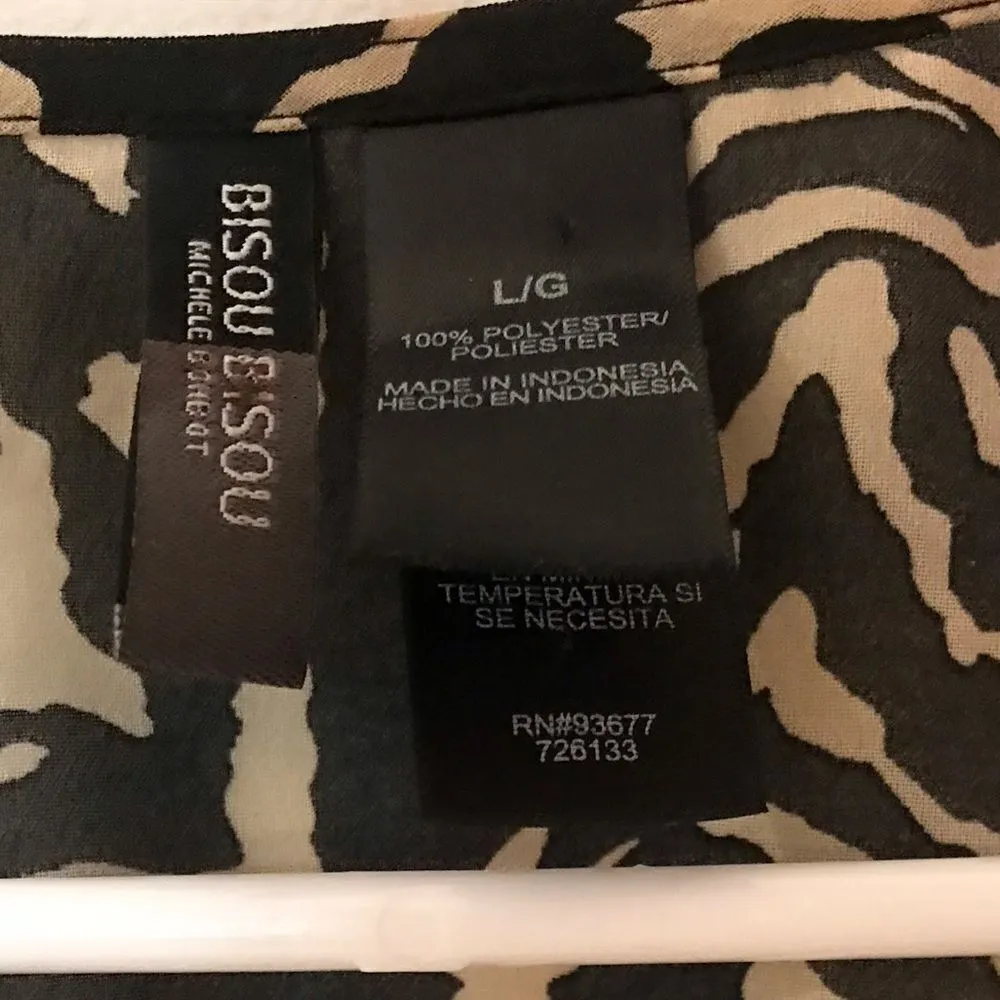 BISOU BISOU
MICHELE BOHBOT
L/G
100% POLYESTER/
POLIESTER
MADE IN INDONESIA
HECHO EN INDONESIA
TEMPERATURA SI
SE NECESITA
RN#93677
726133